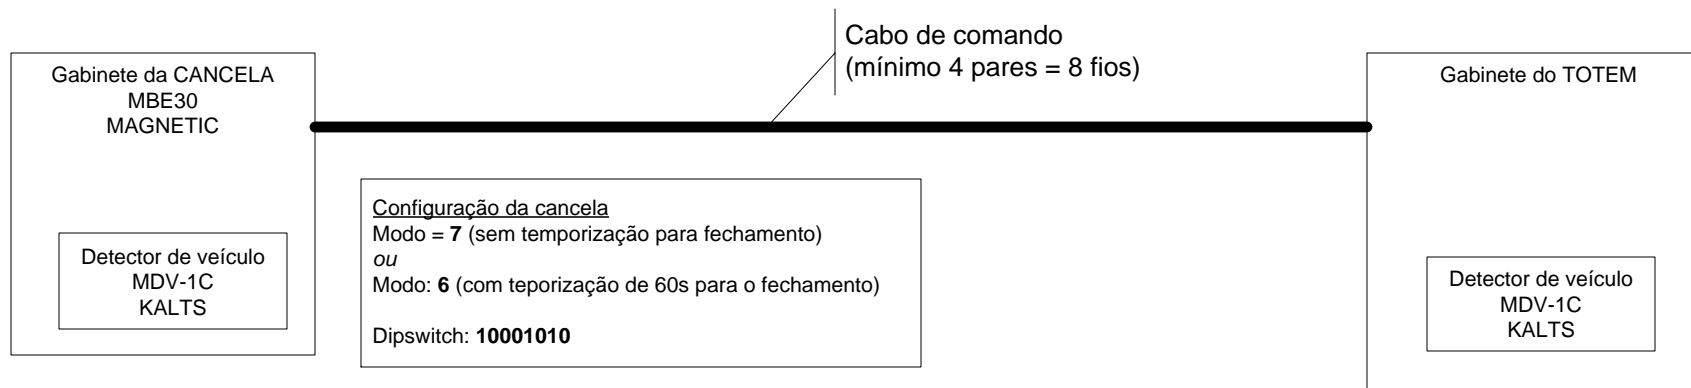 Cabo de comando
(mínimo 4 pares = 8 fios)
Gabinete da CANCELA
MBE30
MAGNETIC
Gabinete do TOTEM
Configuração da cancela
Modo = 7 (sem temporização para fechamento)
ou
Modo: 6 (com teporização de 60s para o fechamento)
Dipswitch: 10001010
Detector de veículo
MDV-1C
KALTS
Detector de veículo
MDV-1C
KALTS